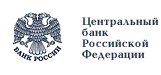 БАНК РОССИИ
Центральный
банк
Российской
Федерации